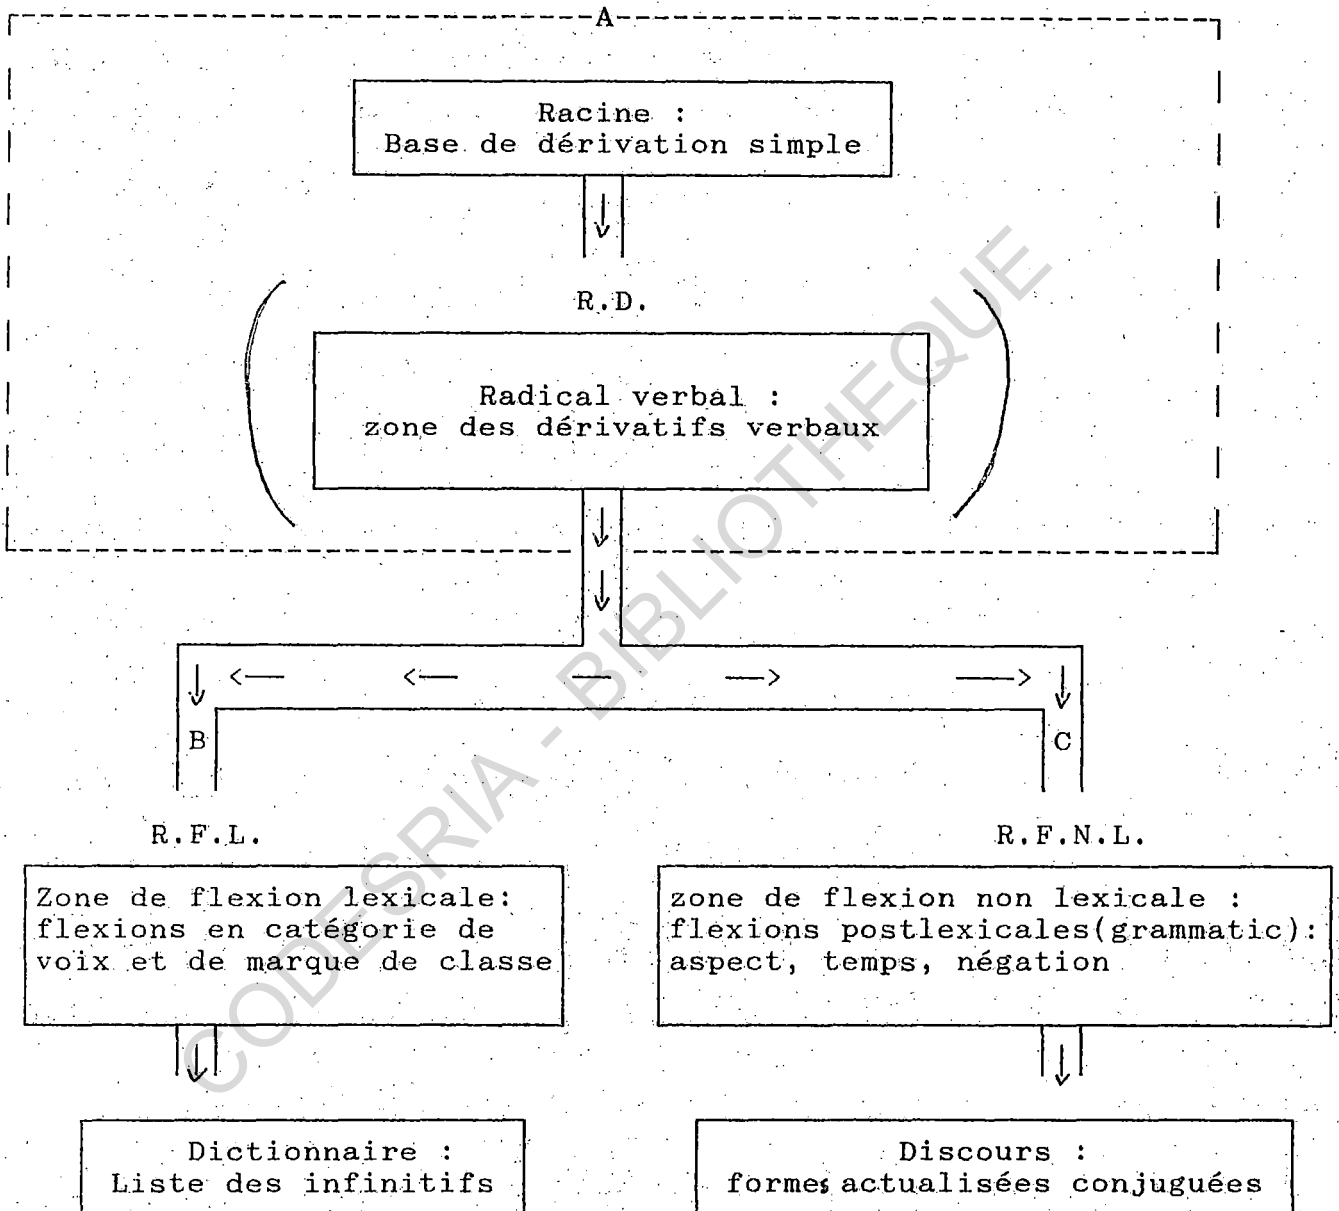 A
Racine :
Base de dérivation simple
R.D.
Radical verbal :
zone des dérivatifs verbaux
B
C
R.F.L.
Zone de flexion lexicale:
flexions en catégorie de
voix et de marque de classe
R.F.N.L.
zone de flexion non lexicale :
flexions postlexicales(grammatic):
aspect, temps, négation
Dictionnaire :
Liste des infinitifs
Discours :
formes actualisées conjuguées
CODESRIA - BIBLIOTHEQUE